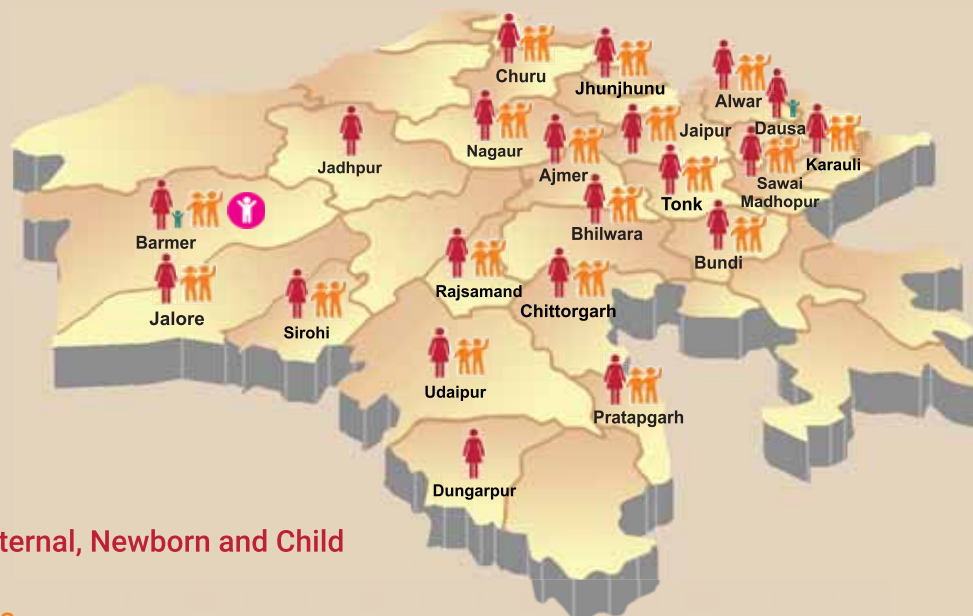 Churu
Jhunjhunu
Alwar
Dausa
Jaipur
Nagaur
Jadhpur
Ajmer
Karauli
Sawai
Madhopur
Tonk
Bhilwara
Barmer
Bundi
Rajsamand
Chittorgarh
Jalore
Sirohi
Udaipur
Pratapgarh
Dungarpur
ternal, Newborn and Child